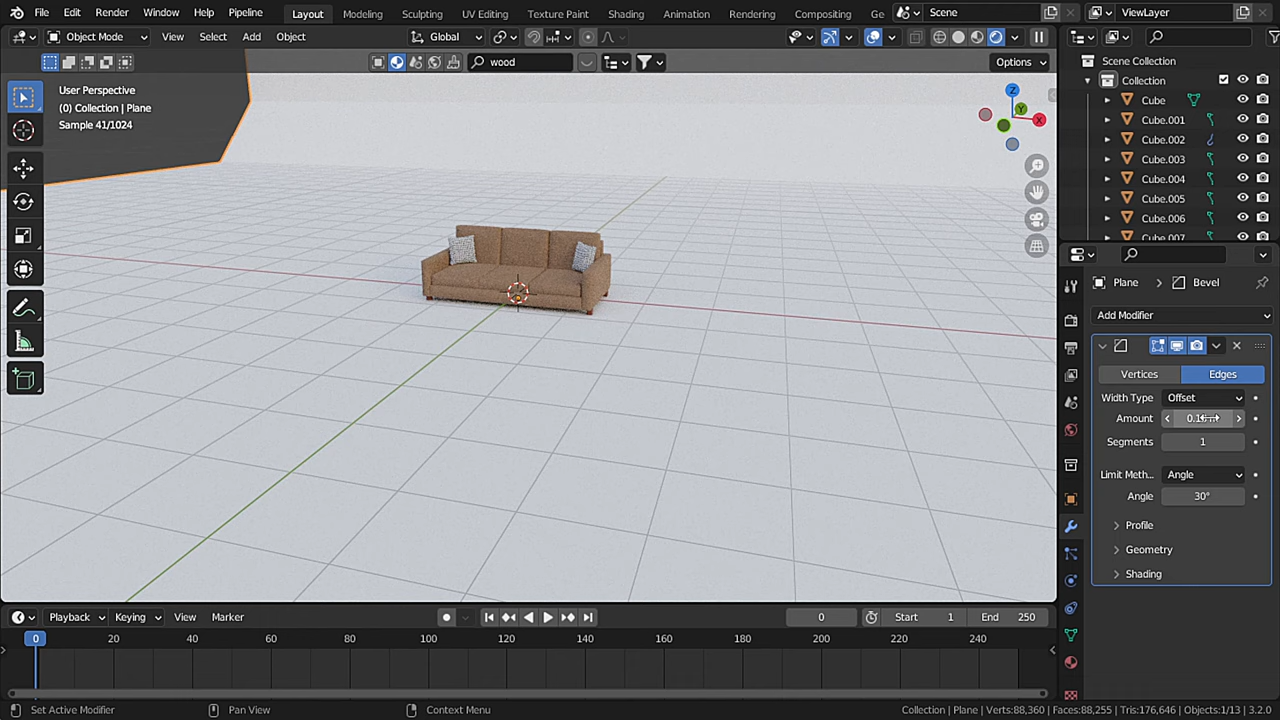 File Edit Render Window Help Pipeline Layout Modeling Sculpting UV Editing Texture Paint Shading Animation Rendering Compositing Ge Scene ViewLayer
Object Mode View Select Add Object Global
wood Options
User Perspective
(0) Collection | Plane
Sample 41/1024
Z
Y
X
Scene Collection
Collection
Cube
Cube.001
Cube.002
Cube.003
Cube.004
Cube.005
Cube.006
Cube.007
Plane Bevel
Add Modifier
Vertices Edges
Width Type Offset
Amount
Segments 1
Limit Meth... Angle
Angle 30°
Profile
Geometry
Shading
Playback Keying View Marker 0 Start 1 End 250
0 20 40 60 80 100 120 140 160 180 200 220 240
Set Active Modifier Pan View Context Menu Collection | Plane | Verts:88,360 | Faces:88,255 | Tris:176,646 | Objects:1/13 | 3.2.0